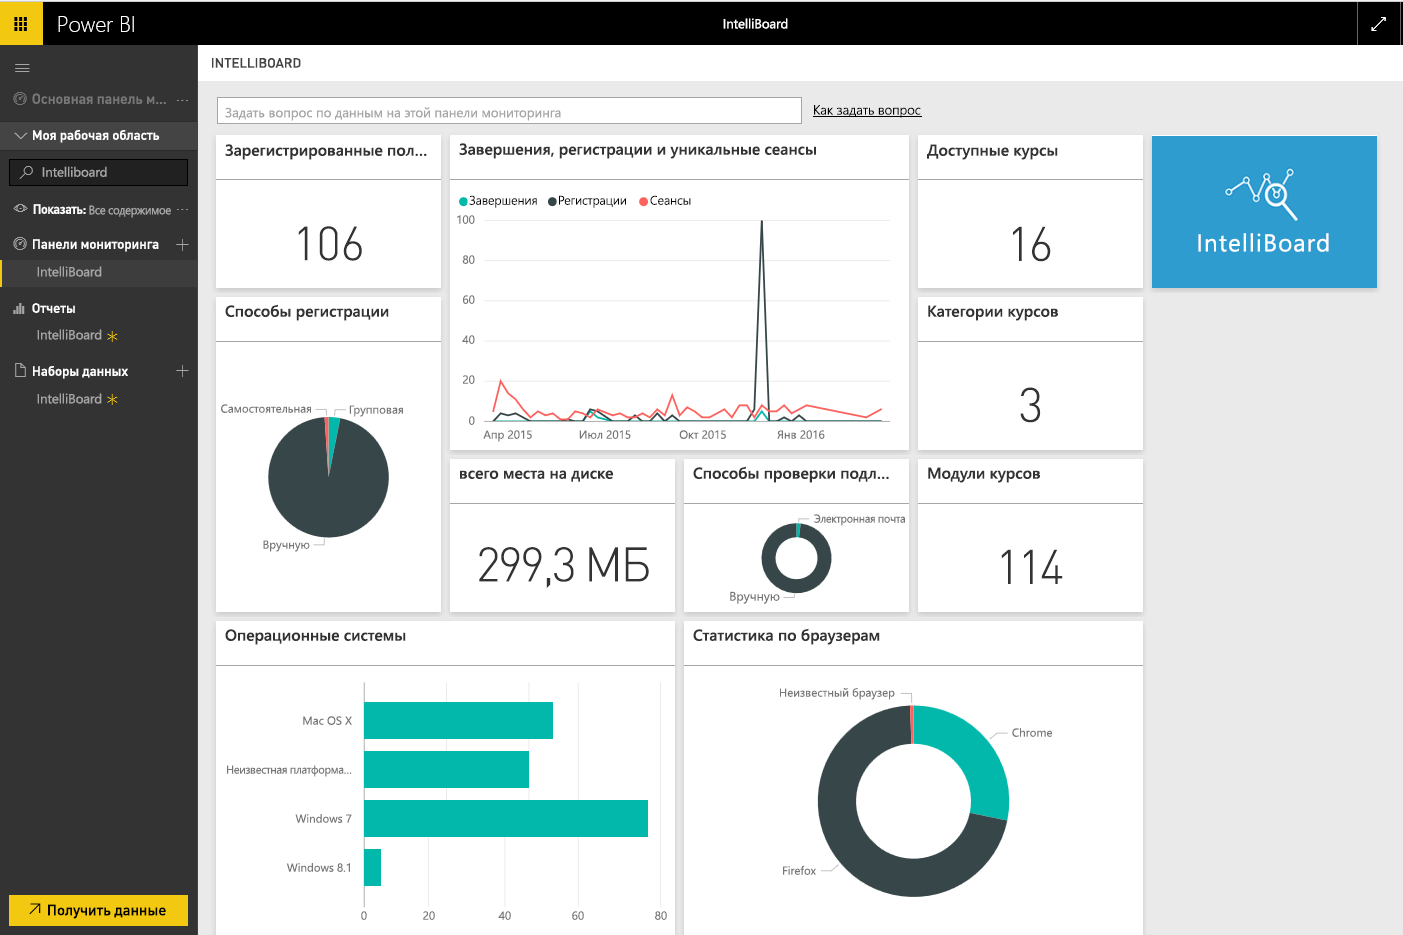 Power BI
IntelliBoard
INTELLIBOARD
Основная панель м... ...
Моя рабочая область
Intelliboard
Показать: Все содержимое ...
Панели мониторинга
IntelliBoard
Отчеты
IntelliBoard
Наборы данных
IntelliBoard
Получить данные
Задать вопрос по данным на этой панели мониторинга
Как задать вопрос
Зарегистрированные пол...
106
Завершения, регистрации и уникальные сеансы
Завершения Регистрации Сеансы
100
80
60
40
20
0
Апр 2015 Июл 2015 Окт 2015 Янв 2016
Доступные курсы
16
IntelliBoard
Способы регистрации
Самостоятельная Групповая
Вручную
Категории курсов
3
всего места на диске
299,3 МБ
Способы проверки подл...
Электронная почта
Вручную
Модули курсов
114
Операционные системы
Mac OS X
Неизвестная платформа...
Windows 7
Windows 8.1
0 20 40 60 80
Статистика по браузерам
Неизвестный браузер
Chrome
Firefox